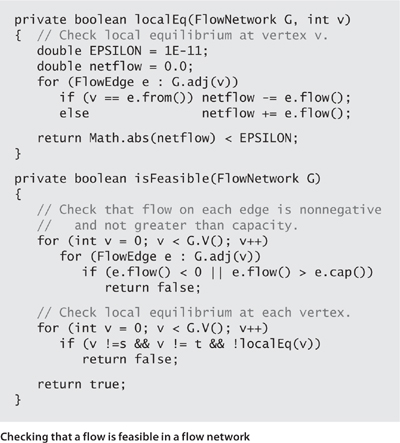 private boolean localEq(FlowNetwork G, int v)
{  // Check local equilibrium at vertex v.
   double EPSILON = 1E-11;
   double netflow = 0.0;
   for (FlowEdge e : G.adj(v))
      if (v == e.from()) netflow -= e.flow();
      else               netflow += e.flow();

   return Math.abs(netflow) < EPSILON;
}

private boolean isFeasible(FlowNetwork G)
{
   // Check that flow on each edge is nonnegative
   //   and not greater than capacity.
   for (int v = 0; v < G.V(); v++)
      for (FlowEdge e : G.adj(v))
         if (e.flow() < 0 || e.flow() > e.cap())
            return false;

   // Check local equilibrium at each vertex.
   for (int v = 0; v < G.V(); v++)
      if (v !=s && v != t && !localEq(v))
         return false;

   return true;
}
Checking that a flow is feasible in a flow network